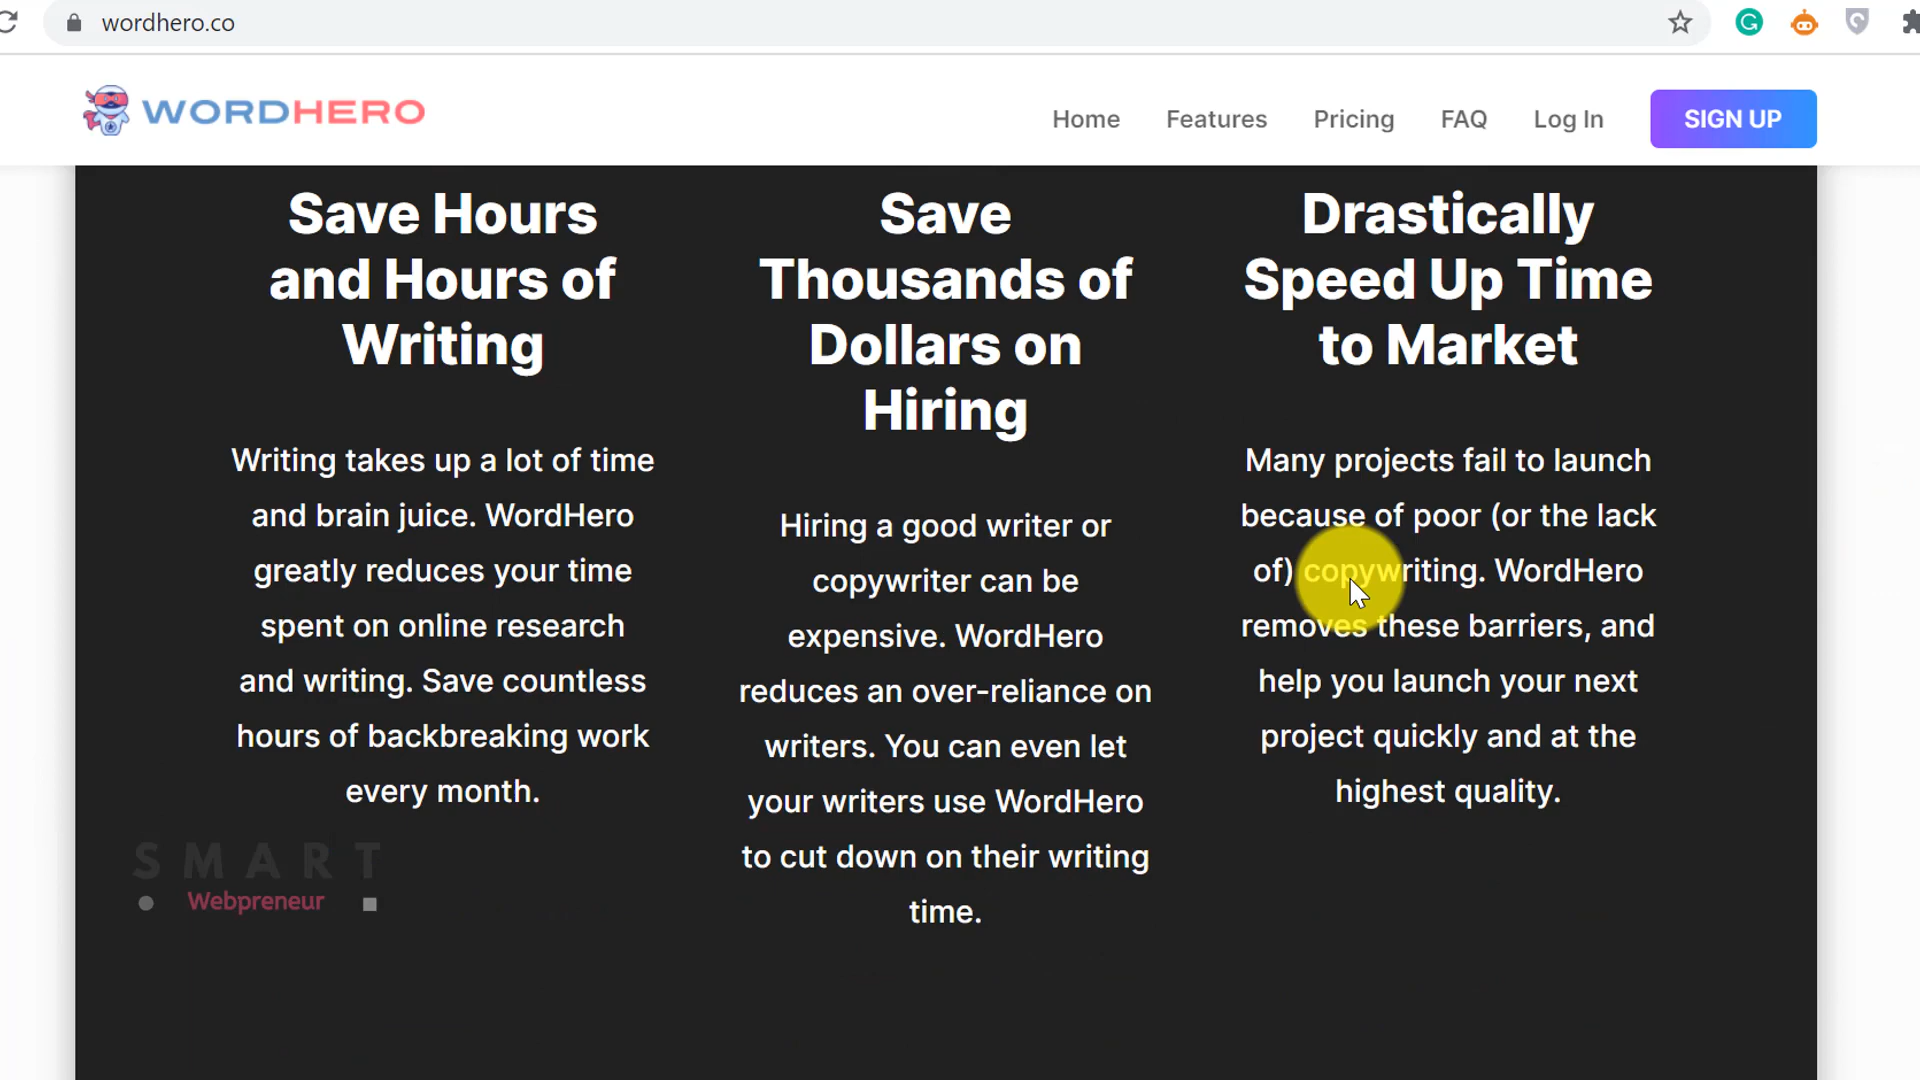 wordhero.co
WORDHERO
Home Features Pricing FAQ Log In SIGN UP
Save Hours
and Hours of
Writing
Writing takes up a lot of time
and brain juice. WordHero
greatly reduces your time
spent on online research
and writing. Save countless
hours of backbreaking work
every month.
Save
Thousands of
Dollars on
Hiring
Hiring a good writer or
copywriter can be
expensive. WordHero
reduces an over-reliance on
writers. You can even let
your writers use WordHero
to cut down on their writing
time.
Drastically
Speed Up Time
to Market
Many projects fail to launch
because of poor (or the lack
of) copywriting. WordHero
removes these barriers, and
help you launch your next
project quickly and at the
highest quality.
SMART
Webpreneur